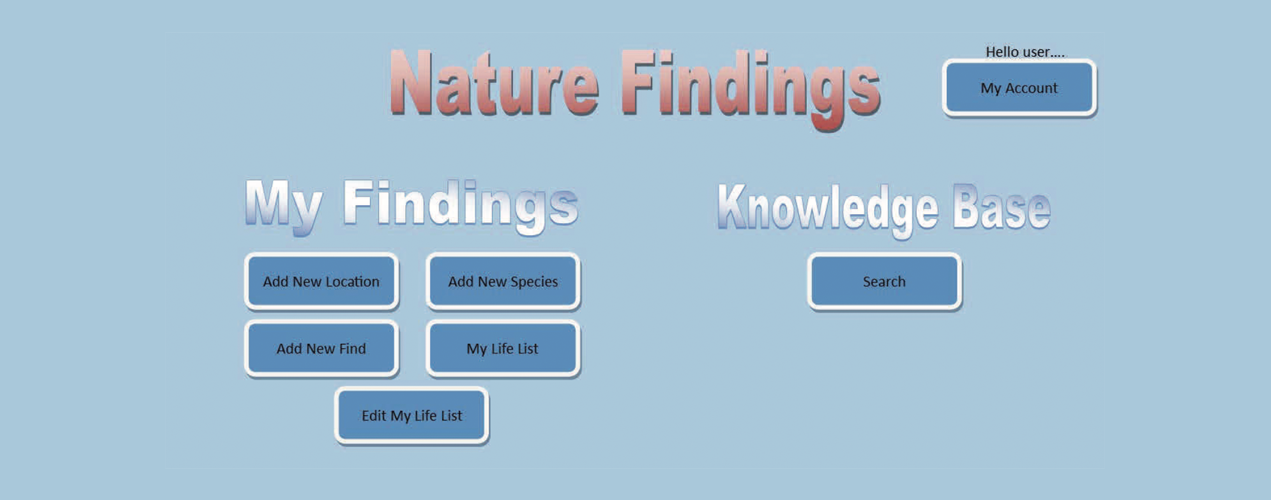 Nature Findings
Hello user....
My Account
My Findings
Knowledge Base
Add New Location
Add New Species
Search
Add New Find
My Life List
Edit My Life List